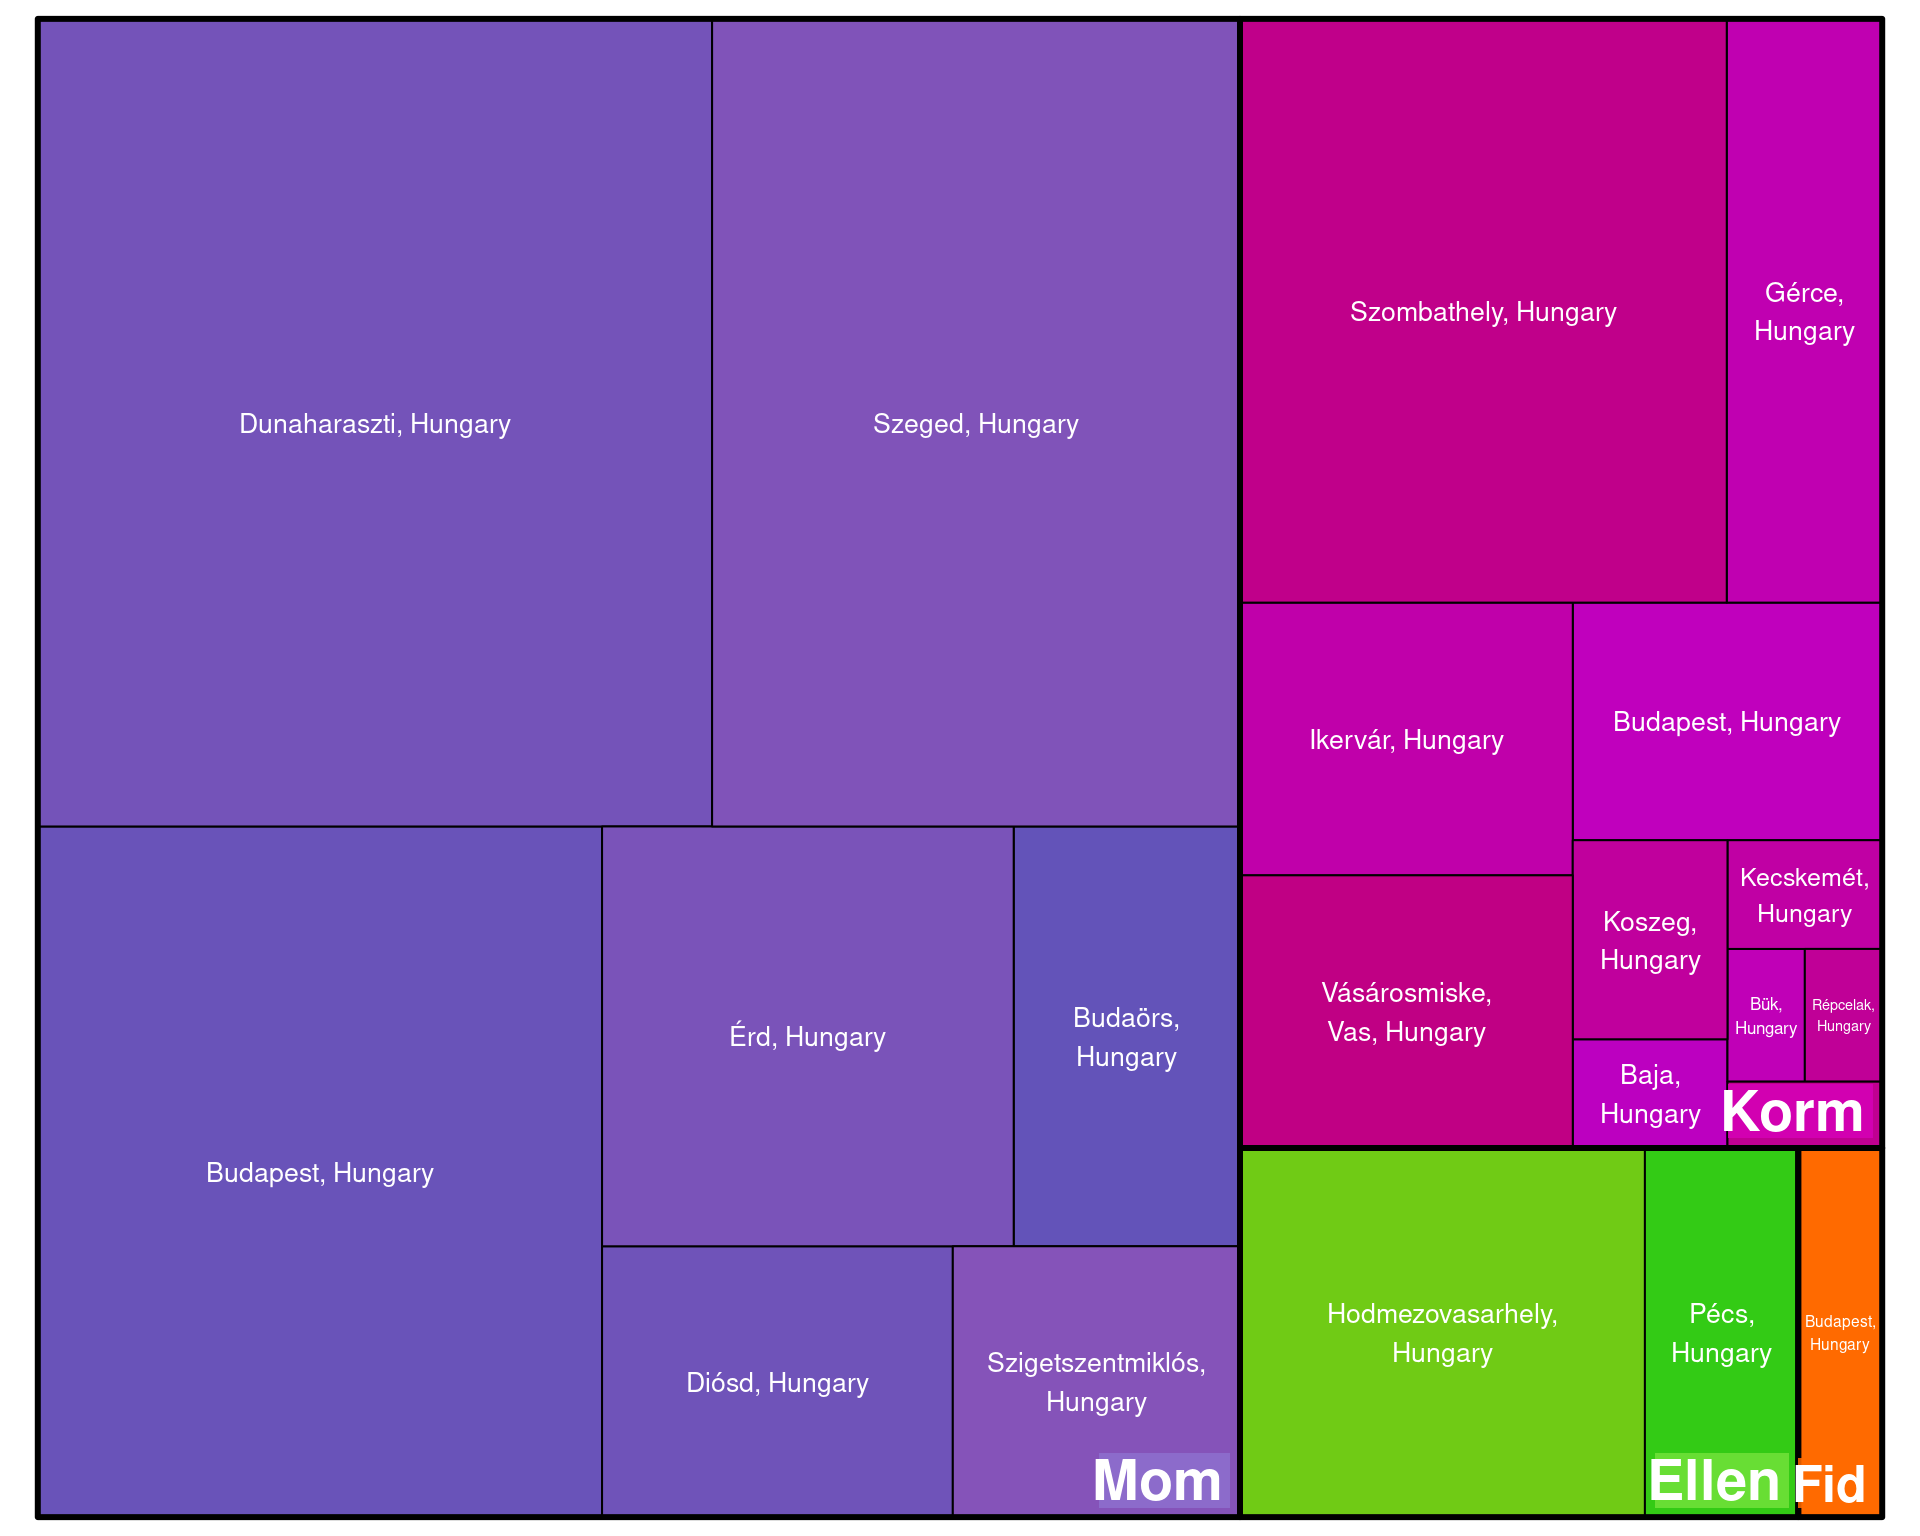 Dunaharaszti, Hungary
Szeged, Hungary
Budapest, Hungary
Érd, Hungary
Budaörs,
Hungary
Diósd, Hungary
Szigetszentmiklós,
Hungary
Mom
Szombathely, Hungary
Gérce,
Hungary
Ikervár, Hungary
Budapest, Hungary
Vásárosmiske,
Vas, Hungary
Koszeg,
Hungary
Kecskemét,
Hungary
Bük,
Hungary
Répcelak,
Hungary
Baja,
Hungary
Korm
Hodmezovasarhely,
Hungary
Pécs,
Hungary
Ellen
Budapest,
Hungary
Fid